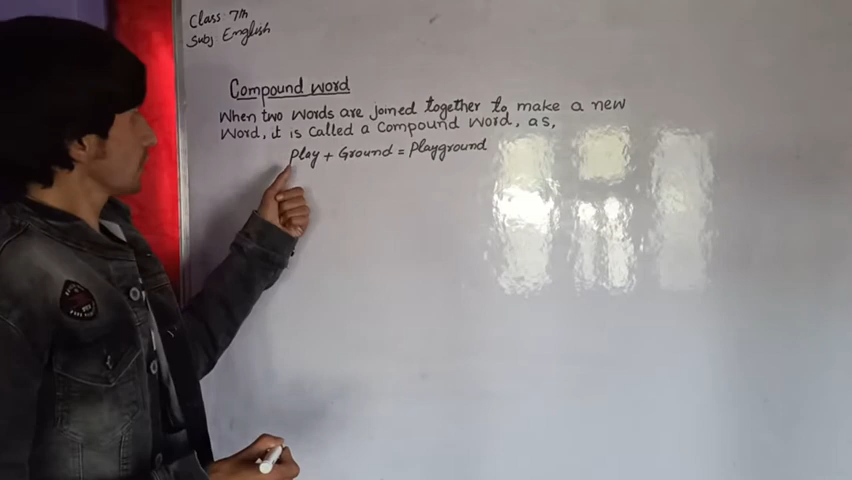 Class: 7th
Subj: English
Compound word
When two words are joined together to make a new
word, it is called a compound word, as,
Play + Ground = Playground